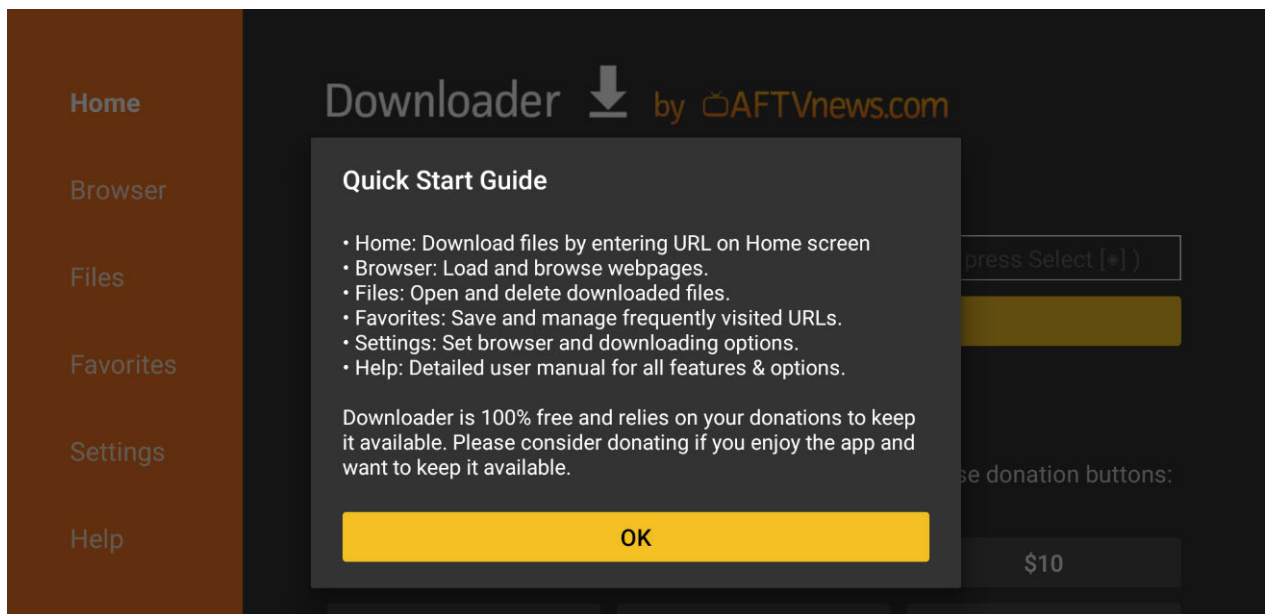 Home
Browser
Files
Favorites
Settings
Help
Downloader by AFTVnews.com
Quick Start Guide
• Home: Download files by entering URL on Home screen
• Browser: Load and browse webpages.
• Files: Open and delete downloaded files.
• Favorites: Save and manage frequently visited URLs.
• Settings: Set browser and downloading options.
• Help: Detailed user manual for all features & options.
Downloader is 100% free and relies on your donations to keep
it available. Please consider donating if you enjoy the app and
want to keep it available.
OK
press Select [◉] )
se donation buttons:
$10